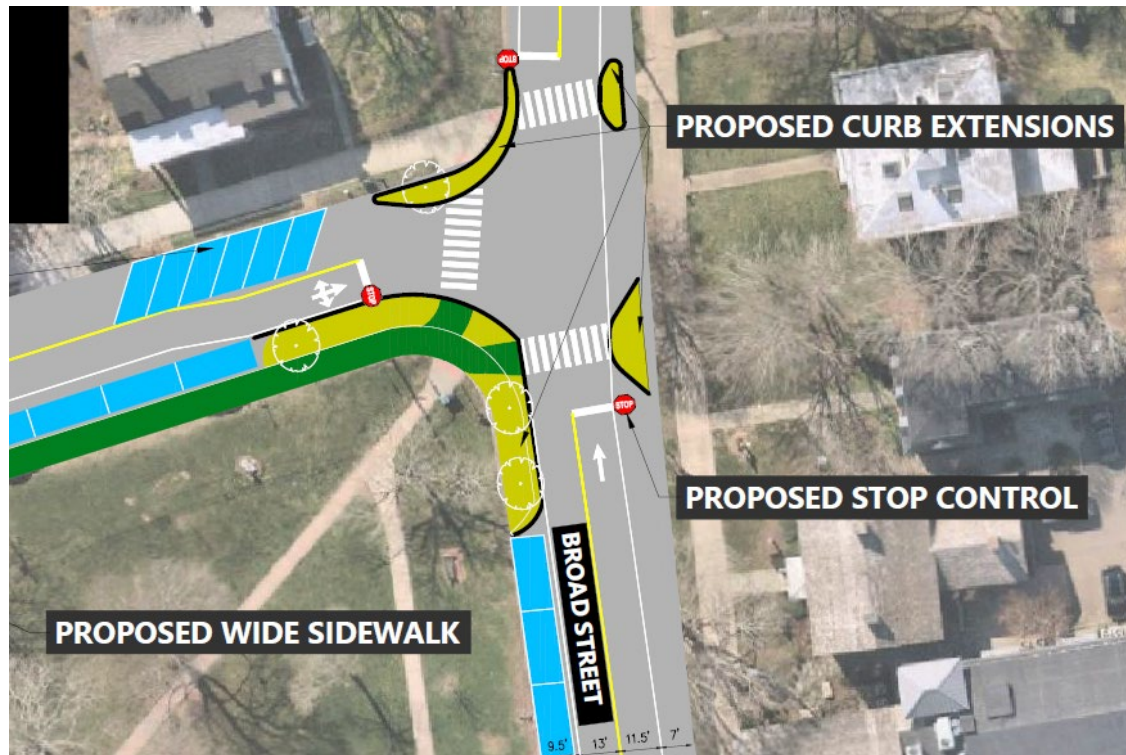 STOP
PROPOSED CURB EXTENSIONS
STOP
STOP
PROPOSED STOP CONTROL
BROAD STREET
PROPOSED WIDE SIDEWALK
9.5' 13' 11.5' 7'